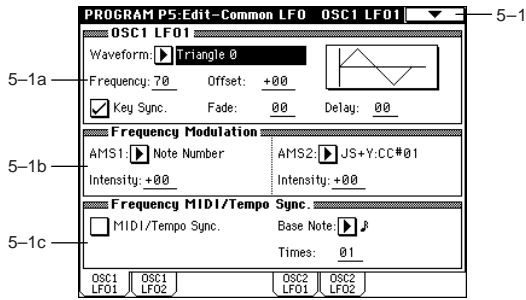 PROGRAM P5:Edit-Common LFO OSC1 LFO1
5-1
OSC1 LFO1
Waveform: Triangle 0
5-1a
Frequency: 70 Offset: +00
Key Sync. Fade: 00 Delay: 00
Frequency Modulation
5-1b
AMS1: Note Number AMS2: JS+Y:CC#01
Intensity: +00 Intensity: +00
Frequency MIDI/Tempo Sync.
5-1c
MIDI/Tempo Sync. Base Note: ♪
Times: 01
OSC1 LFO1 OSC1 LFO2 OSC2 LFO1 OSC2 LFO2